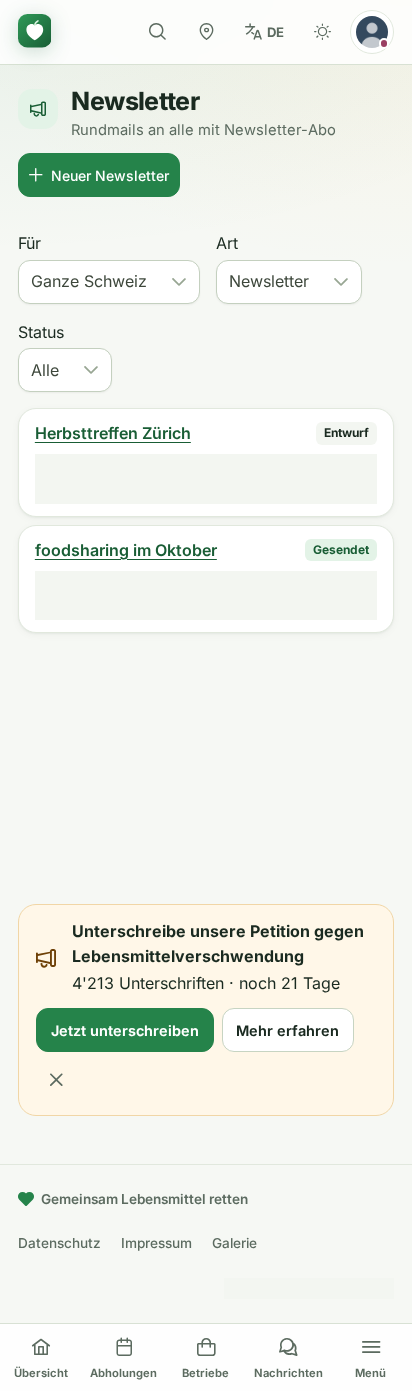 DE
Newsletter
Rundmails an alle mit Newsletter-Abo
Neuer Newsletter
Für
Art
Ganze Schweiz
Newsletter
Status
Alle
Herbsttreffen Zürich
Entwurf
foodsharing im Oktober
Gesendet
Unterschreibe unsere Petition gegen
Lebensmittelverschwendung
4'213 Unterschriften · noch 21 Tage
Jetzt unterschreiben
Mehr erfahren
Gemeinsam Lebensmittel retten
Datenschutz
Impressum
Galerie
Übersicht
Abholungen
Betriebe
Nachrichten
Menü